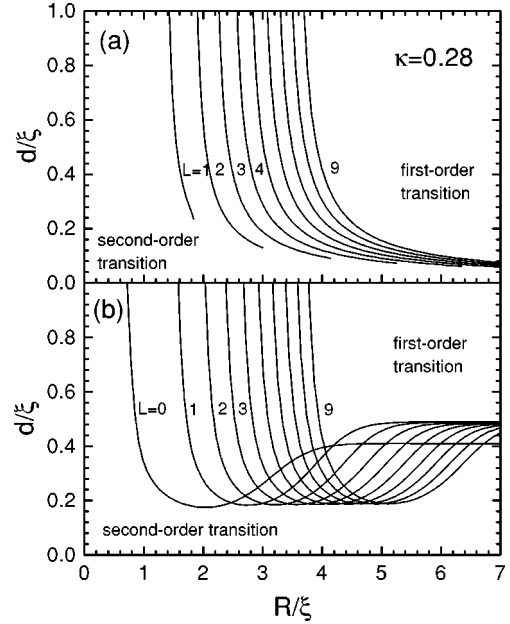 1.0
0.8
0.6
0.4
0.2
0.0
d/ξ
(a)
κ=0.28
L=1 2 3 4 9
first-order
transition
second-order
transition
(b)
0.8
0.6
0.4
0.2
0.0
d/ξ
first-order
transition
L=0 1 2 3 9
second-order transition
0 1 2 3 4 5 6 7
R/ξ